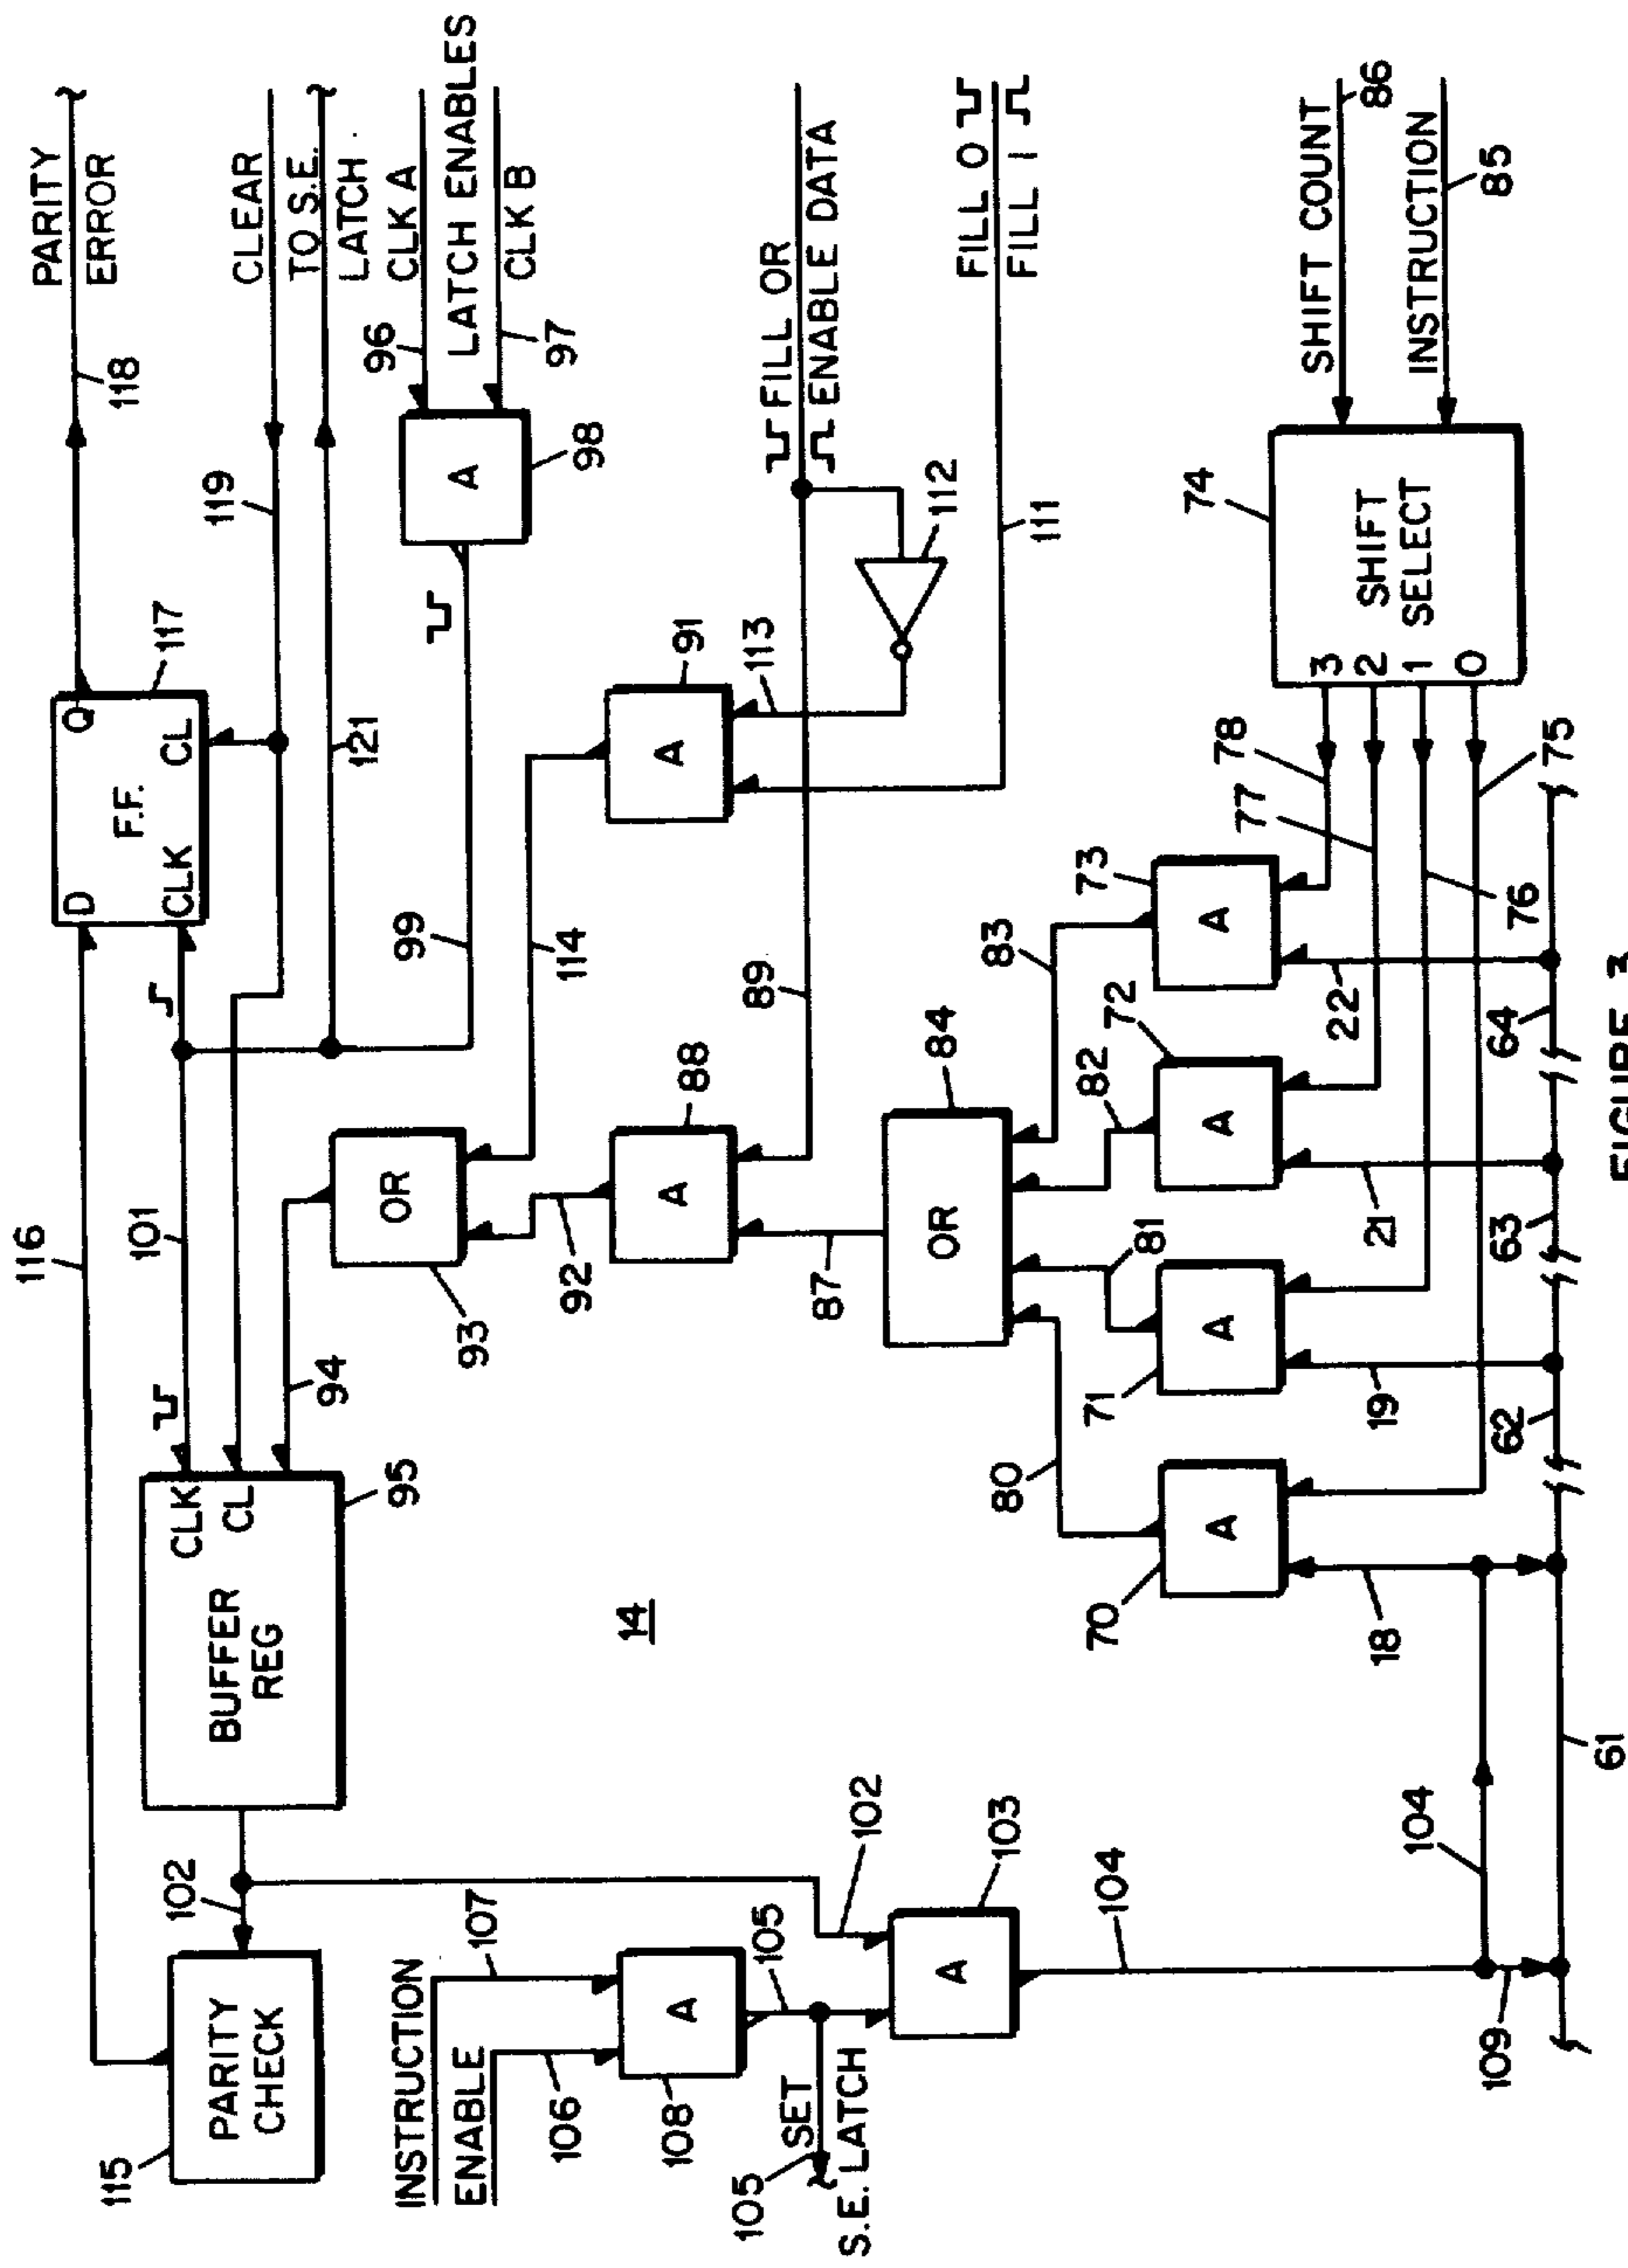 PARITY
ERROR
118
CLEAR
TO S.E.
LATCH
119
121
CLK A
LATCH ENABLES
CLK B
96
97
A
98
99
116
101
D
Q
F.F.
CLK
CL
117
FILL OR
ENABLE DATA
FILL 0
FILL 1
111
112
113
A
91
114
89
SHIFT COUNT
86
INSTRUCTION
85
74
SHIFT
SELECT
3
2
1
0
78
77
76
75
A
73
A
72
A
71
A
70
83
82
81
80
22
21
19
18
64
63
62
61
OR
84
87
A
88
92
OR
93
94
CLK
CL
BUFFER
REG
95
14
102
PARITY
CHECK
115
INSTRUCTION
107
ENABLE
106
A
108
105
105
SET
S.E. LATCH
102
A
103
104
104
109
FIGURE 3